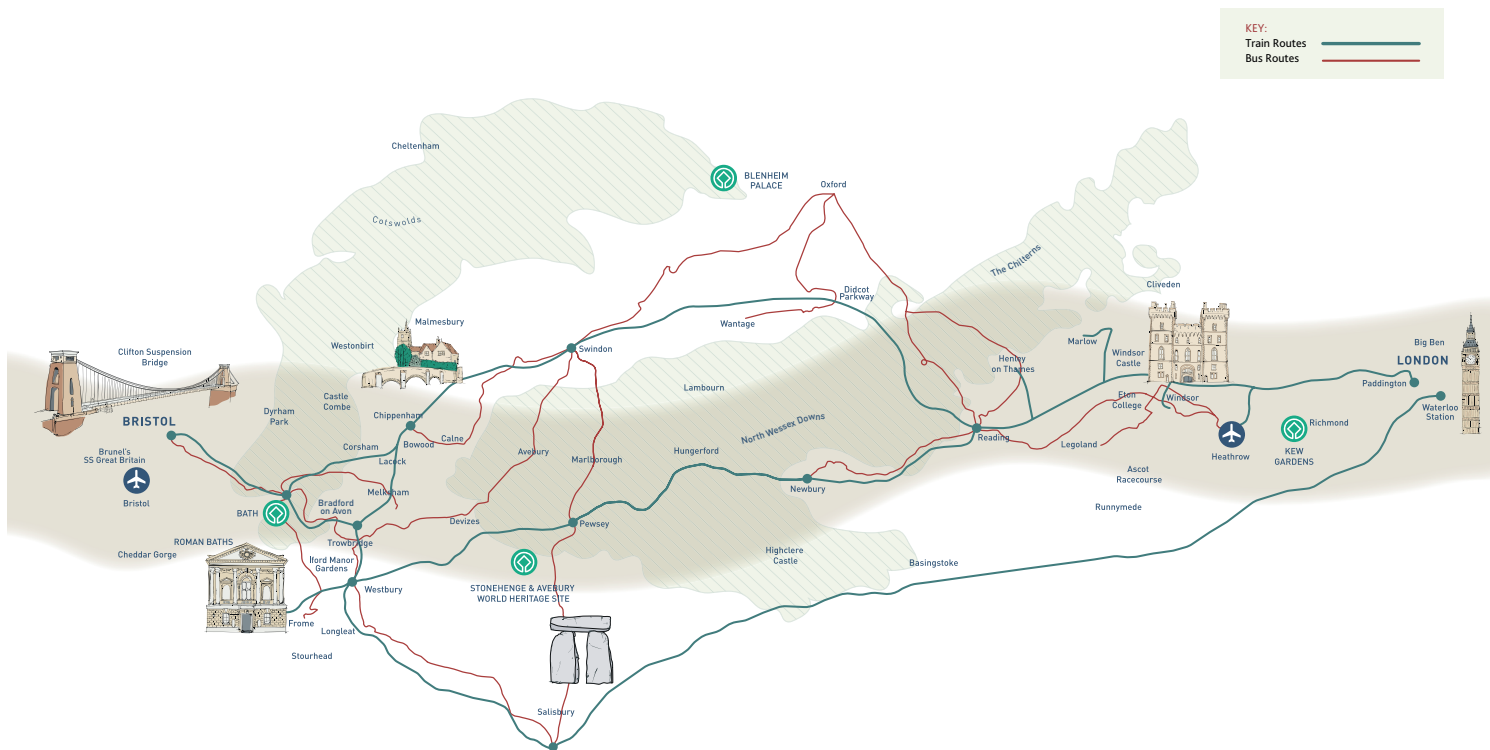 KEY:
Train Routes
Bus Routes
Cheltenham
BLENHEIM
PALACE
Oxford
Cotswolds
The Chilterns
Cliveden
Didcot
Parkway
Wantage
Malmesbury
Westonbirt
Swindon
Clifton Suspension
Bridge
Marlow
Windsor
Castle
Big Ben
LONDON
Paddington
Henley
on Thames
Lambourn
Castle
Combe
Dyrham
Park
Chippenham
Eton
College
Windsor
Waterloo
Station
BRISTOL
North Wessex Downs
Richmond
Reading
Calne
Bowood
Corsham
Lacock
Avebury
Marlborough
Hungerford
Legoland
Heathrow
KEW
GARDENS
Brunel's
SS Great Britain
Bristol
Ascot
Racecourse
Newbury
Melksham
Bradford
on Avon
BATH
Devizes
Pewsey
Runnymede
ROMAN BATHS
Trowbridge
Cheddar Gorge
Iford Manor
Gardens
Highclere
Castle
Basingstoke
Westbury
STONEHENGE & AVEBURY
WORLD HERITAGE SITE
Frome
Longleat
Stourhead
Salisbury